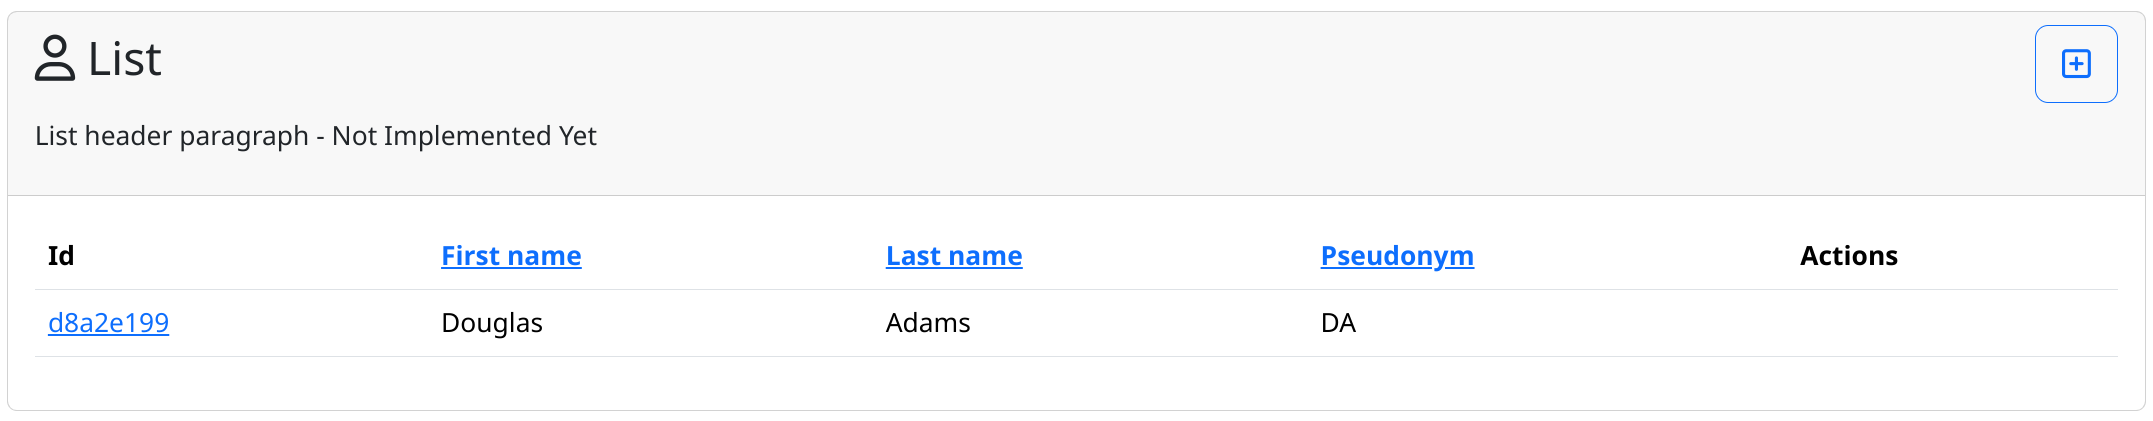 List
List header paragraph - Not Implemented Yet
Id First name Last name Pseudonym Actions
d8a2e199 Douglas Adams DA